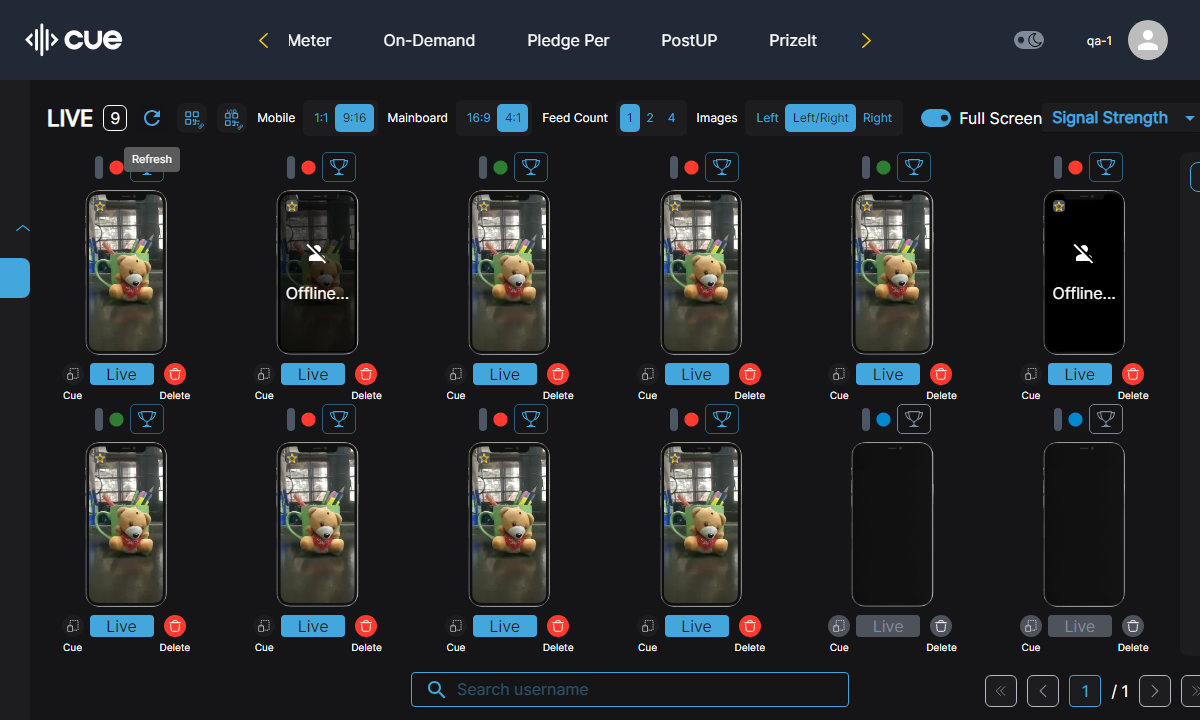 cue
Meter On-Demand Pledge Per PostUP PrizeIt
qa-1
LIVE 9 Mobile 1:1 9:16 Mainboard 16:9 4:1 Feed Count 1 2 4 Images Left Left/Right Right Full Screen Signal Strength
Refresh
Offline... Offline...
Live Live Live Live Live Live
Cue Delete Cue Delete Cue Delete Cue Delete Cue Delete Cue Delete
Live Live Live Live Live Live
Cue Delete Cue Delete Cue Delete Cue Delete Cue Delete Cue Delete
Search username
1 / 1